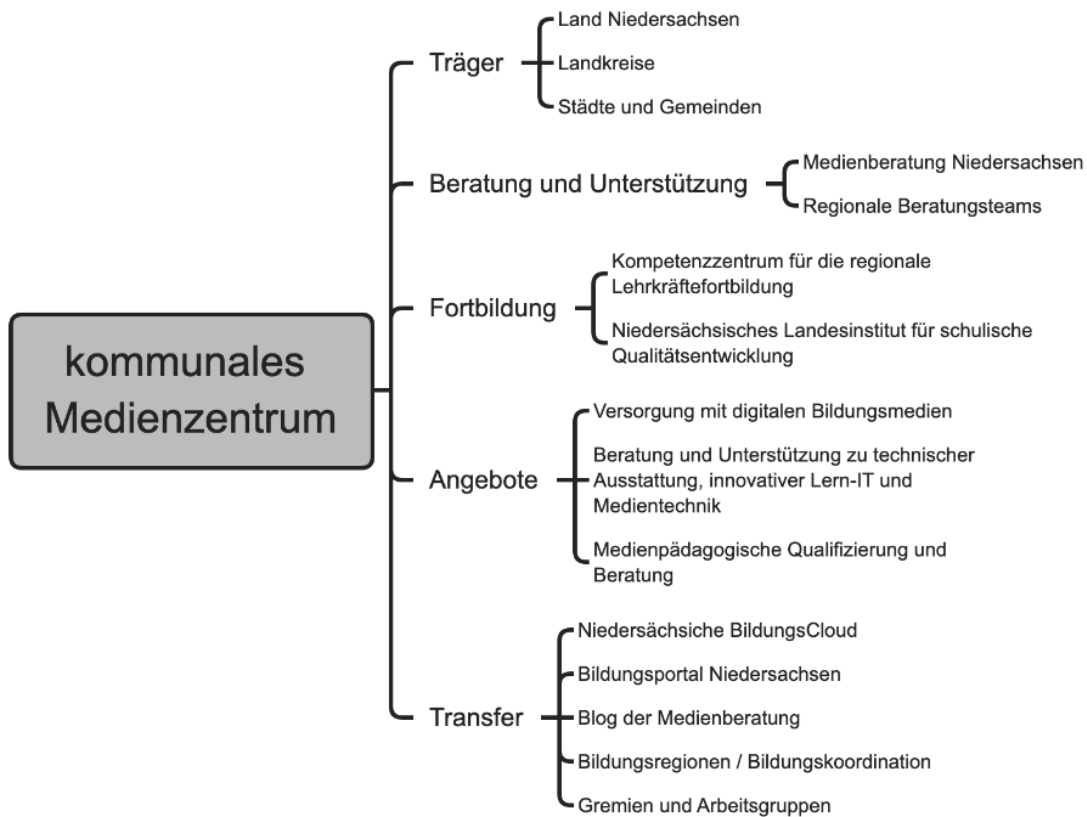 kommunales
Medienzentrum
Träger
Land Niedersachsen
Landkreise
Städte und Gemeinden
Beratung und Unterstützung
Medienberatung Niedersachsen
Regionale Beratungsteams
Fortbildung
Kompetenzzentrum für die regionale
Lehrkräftefortbildung
Niedersächsisches Landesinstitut für schulische
Qualitätsentwicklung
Angebote
Versorgung mit digitalen Bildungsmedien
Beratung und Unterstützung zu technischer
Ausstattung, innovativer Lern-IT und
Medientechnik
Medienpädagogische Qualifizierung und
Beratung
Transfer
Niedersächsiche BildungsCloud
Bildungsportal Niedersachsen
Blog der Medienberatung
Bildungsregionen / Bildungskoordination
Gremien und Arbeitsgruppen